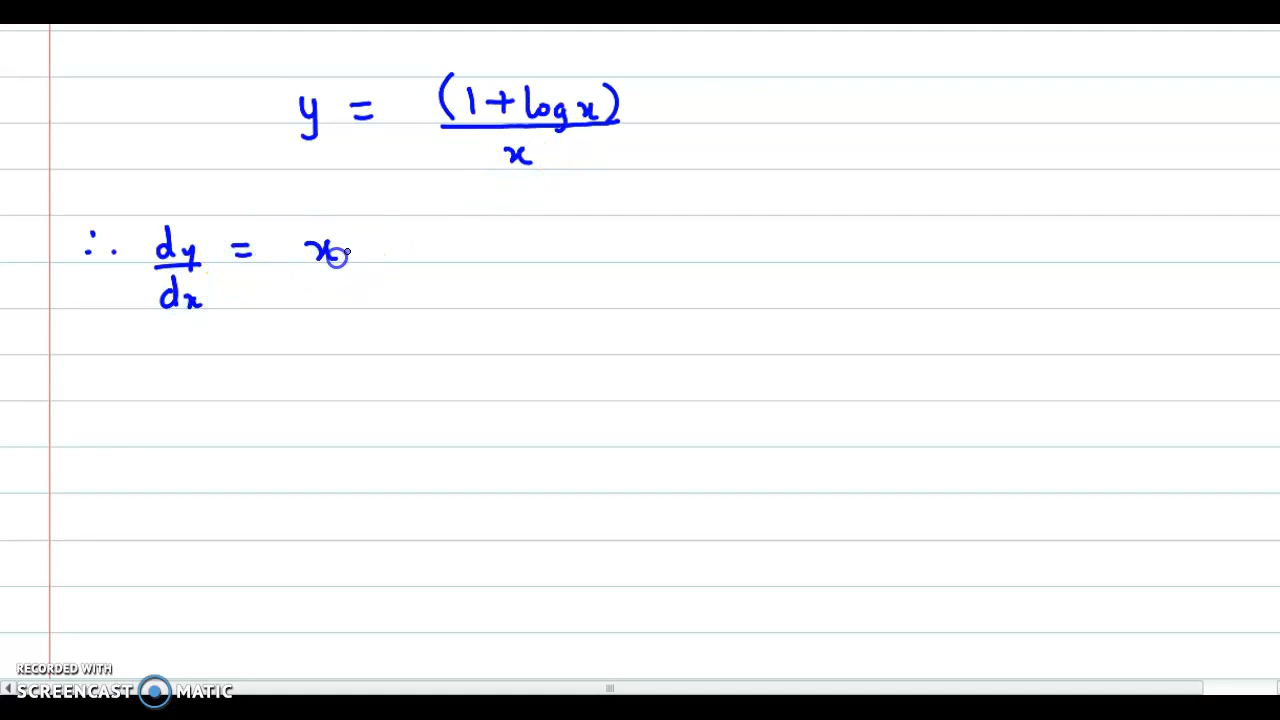 y = (1+log x)
x
∴ dy = x
dx
RECORDED WITH
SCREENCAST MATIC